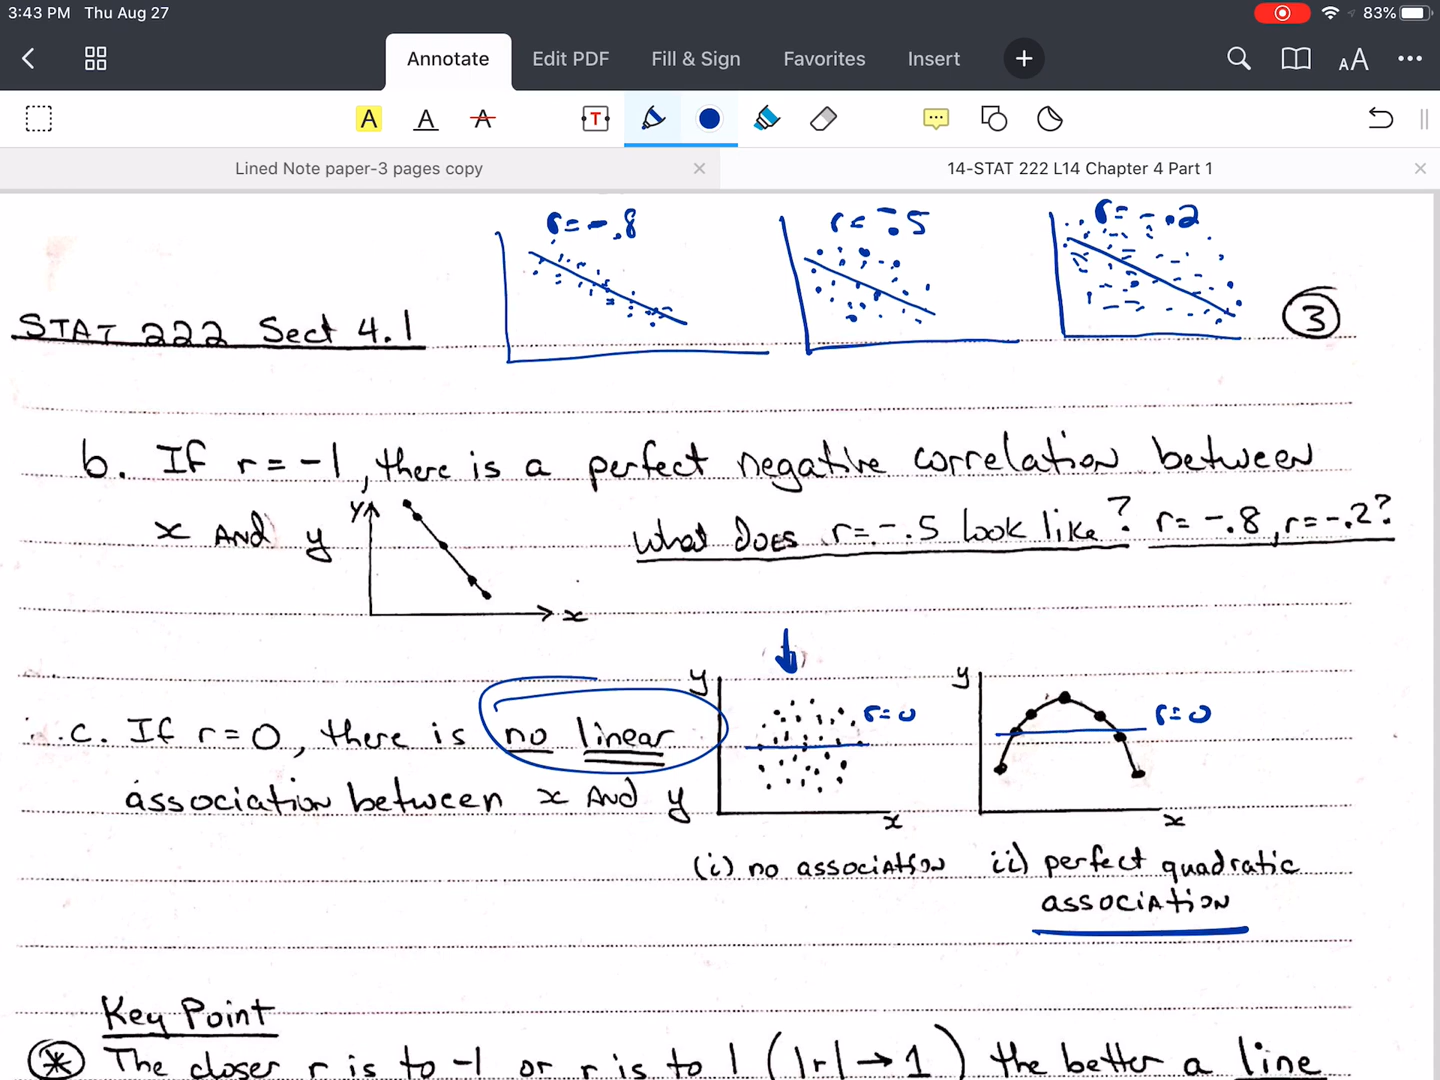 3:43 PM Thu Aug 27 83%
Annotate Edit PDF Fill & Sign Favorites Insert + AA
A A A T
Lined Note paper-3 pages copy 14-STAT 222 L14 Chapter 4 Part 1
r=-.8 r=-.5 r=-.2
STAT 222 Sect 4.1 3
b. If r=-1, there is a perfect negative correlation between
x AND y y x What DOES r=-.5 look like? r=-.8, r=-.2?
c. If r=0, there is no linear y r=0 y r=0
association between x AND y x x
(i) no association ii) perfect quadratic
association
Key Point
* The closer r is to -1 or r is to 1 (|r|→1) the better a line